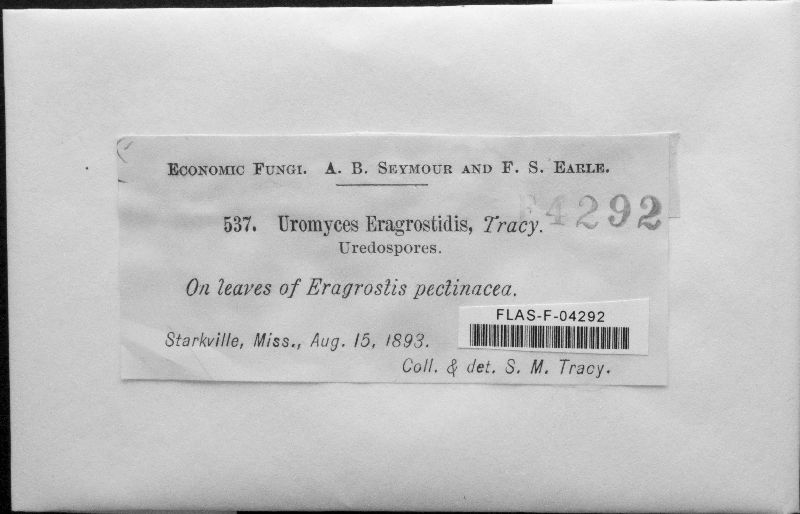 Economic Fungi. A. B. Seymour and F. S. Earle.
537. Uromyces Eragrostidis, Tracy.
F4292
Uredospores.
On leaves of Eragrostis pectinacea.
FLAS-F-04292
Starkville, Miss., Aug. 15, 1893.
Coll. & det. S. M. Tracy.